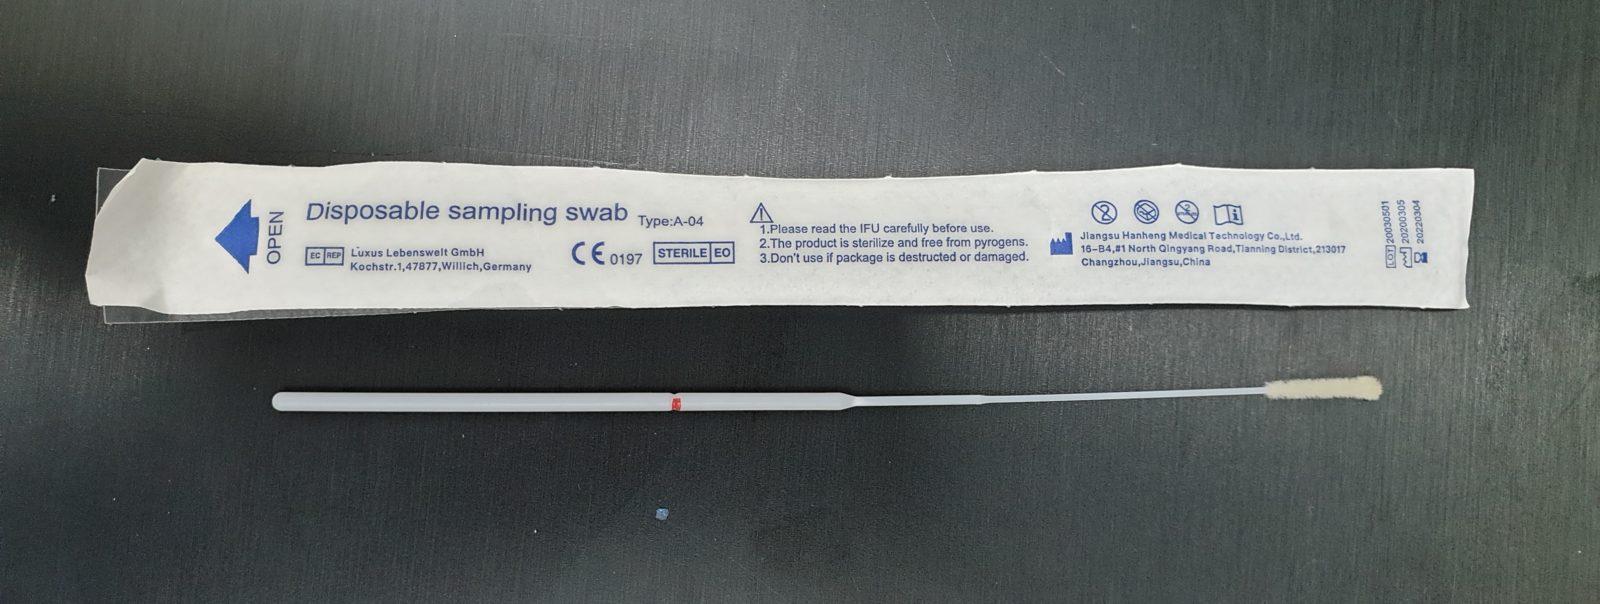 OPEN
Disposable sampling swab Type:A-04
EC REP
Luxus Lebenswelt GmbH
Kochstr.1,47877,Willich,Germany
CE 0197
STERILE EO
1.Please read the IFU carefully before use.
2.The product is sterilize and free from pyrogens.
3.Don't use if package is destructed or damaged.
2
2
Jiangsu Hanheng Medical Technology Co.,Ltd.
16-B4,#1 North Qingyang Road,Tianning District,213017
Changzhou,Jiangsu,China
LOT 20030501
20200305
20220304